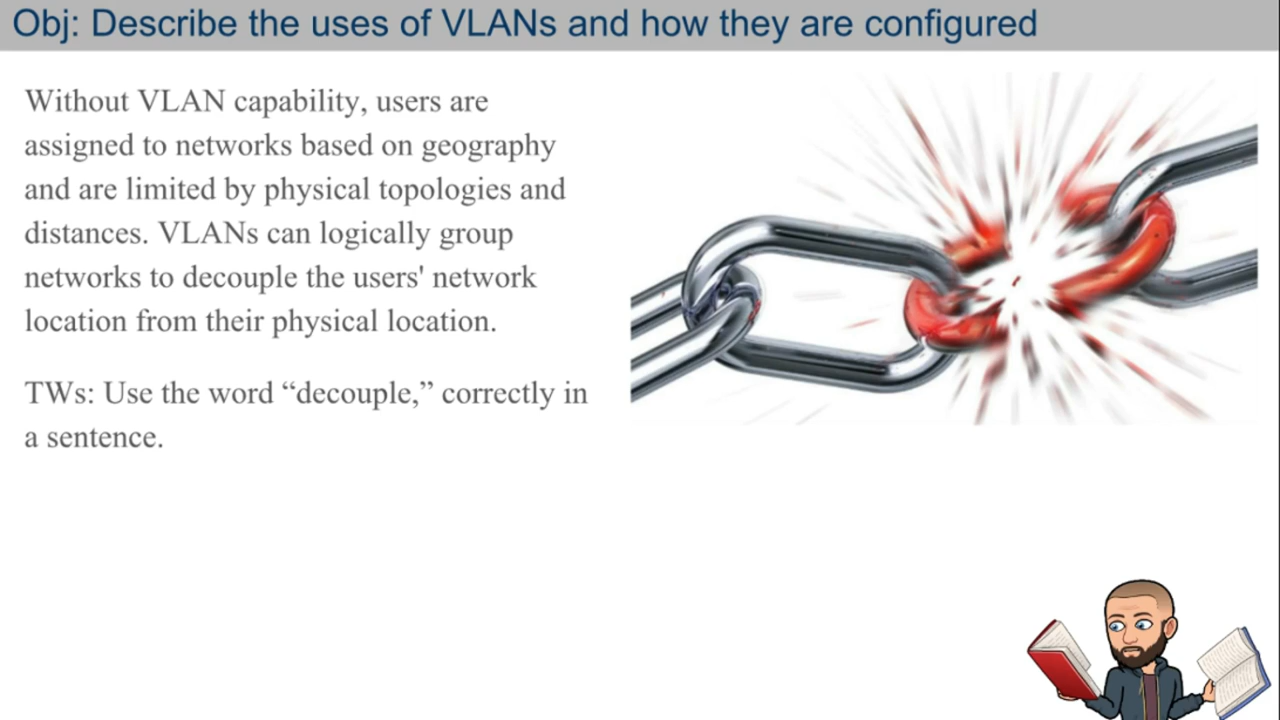 Obj: Describe the uses of VLANs and how they are configured
Without VLAN capability, users are
assigned to networks based on geography
and are limited by physical topologies and
distances. VLANs can logically group
networks to decouple the users' network
location from their physical location.
TWs: Use the word “decouple,” correctly in
a sentence.